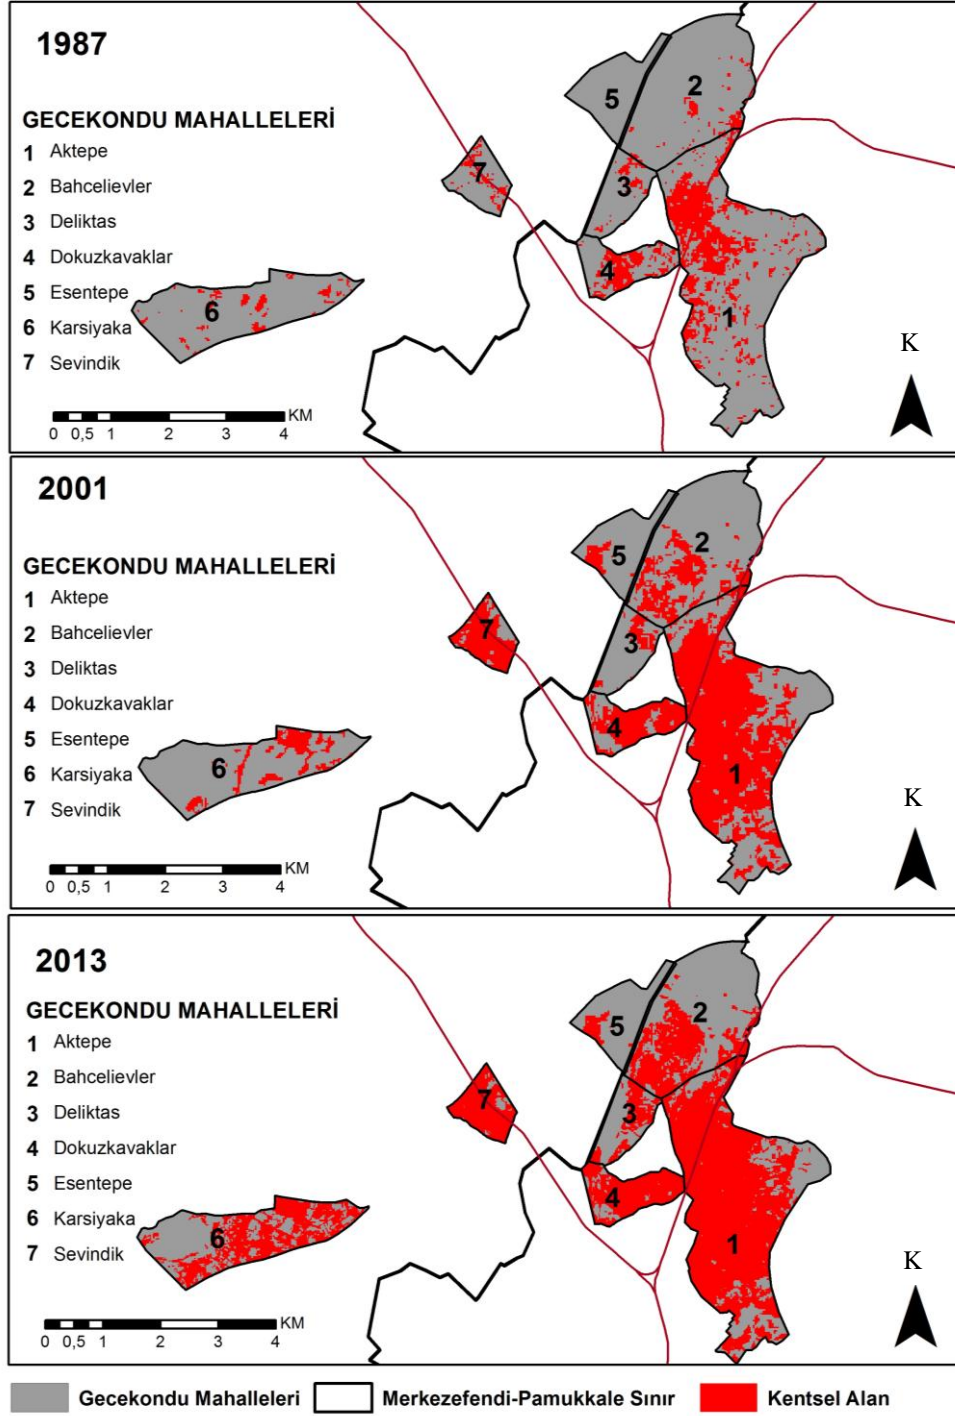 1987
GECEKONDU MAHALLELERİ
1 Aktepe
2 Bahcelievler
3 Deliktas
4 Dokuzkavaklar
5 Esentepe
6 Karsiyaka
7 Sevindik
5
2
7
3
4
6
1
K
KM
0 0,5 1 2 3 4
2001
GECEKONDU MAHALLELERİ
1 Aktepe
2 Bahcelievler
3 Deliktas
4 Dokuzkavaklar
5 Esentepe
6 Karsiyaka
7 Sevindik
2
5
7
3
4
6
1
K
KM
0 0,5 1 2 3 4
2013
GECEKONDU MAHALLELERİ
1 Aktepe
2 Bahcelievler
3 Deliktas
4 Dokuzkavaklar
5 Esentepe
6 Karsiyaka
7 Sevindik
2
5
7
3
4
6
1
K
KM
0 0,5 1 2 3 4
Gecekondu Mahalleleri Merkezefendi-Pamukkale Sınır Kentsel Alan